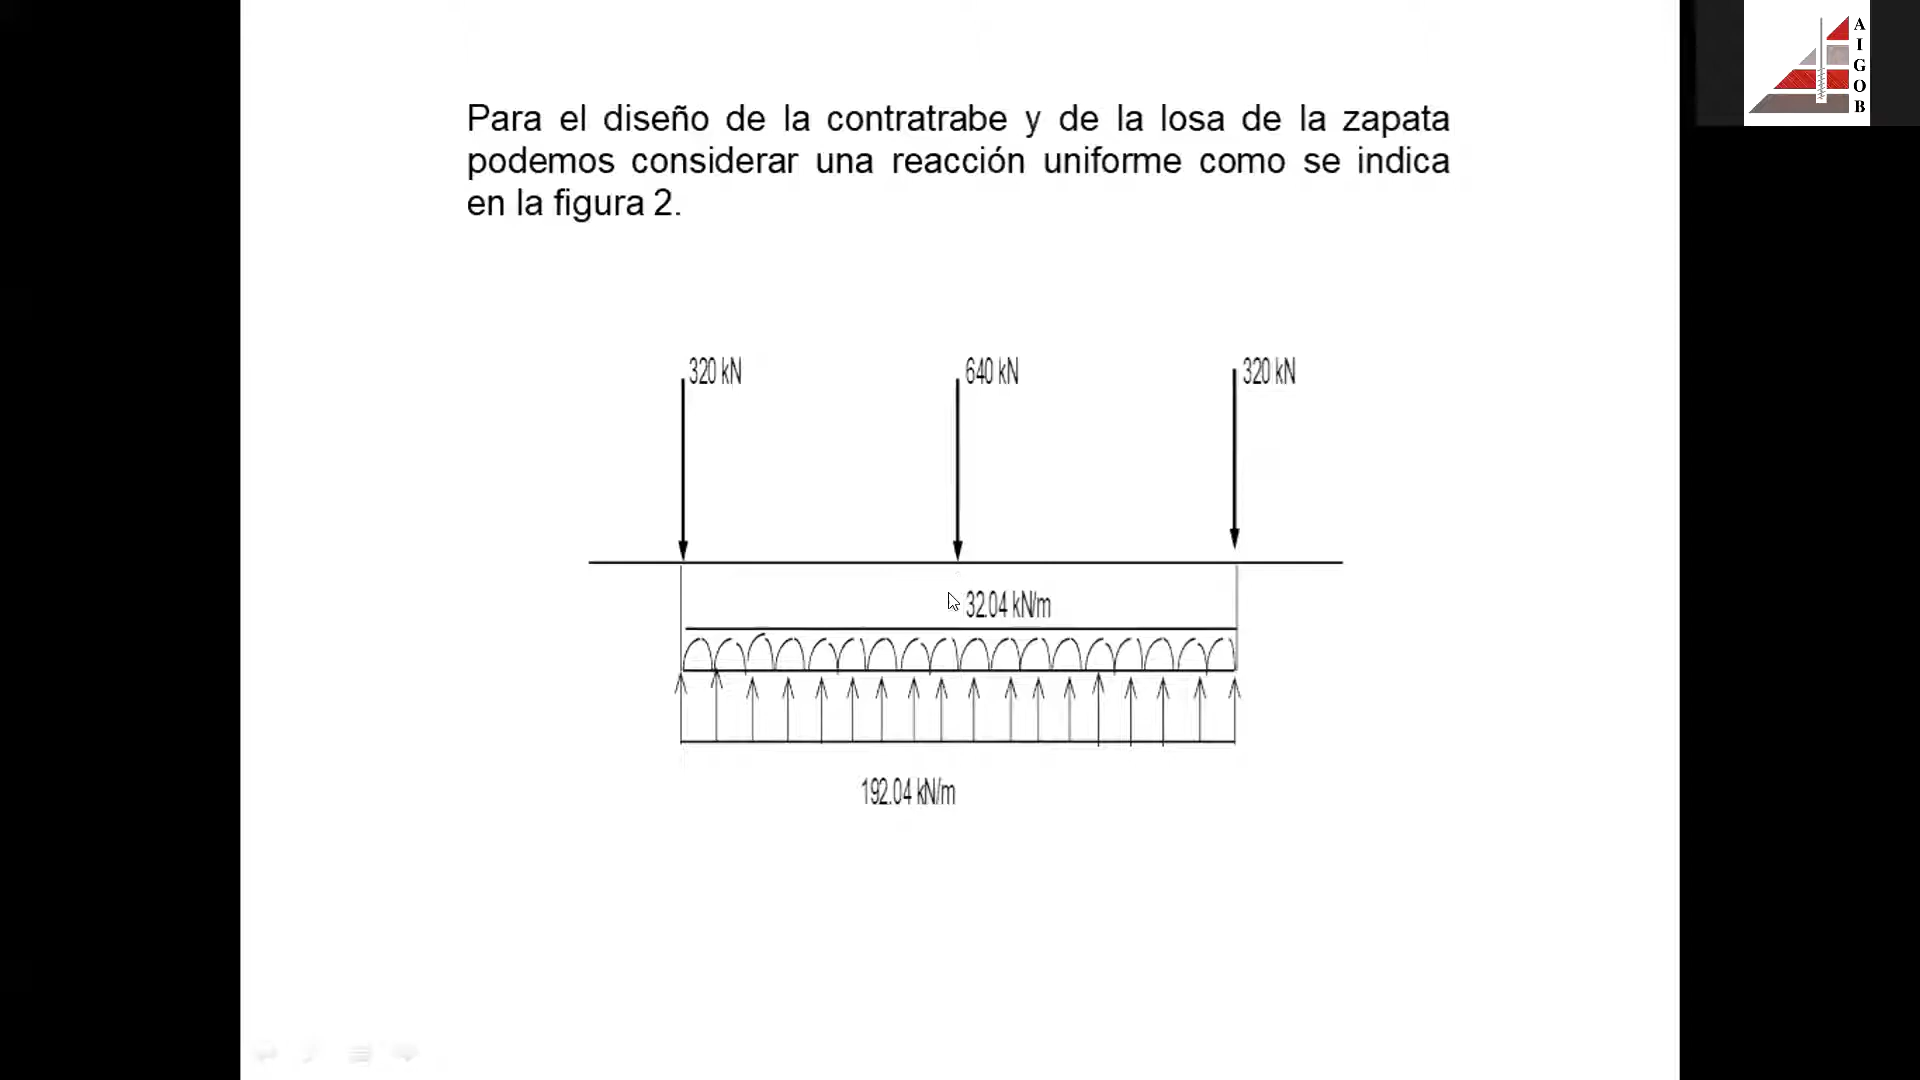 A
I
G
O
B
Para el diseño de la contratrabe y de la losa de la zapata
podemos considerar una reacción uniforme como se indica
en la figura 2.
320 kN
640 kN
320 kN
32.04 kN/m
192.04 kN/m